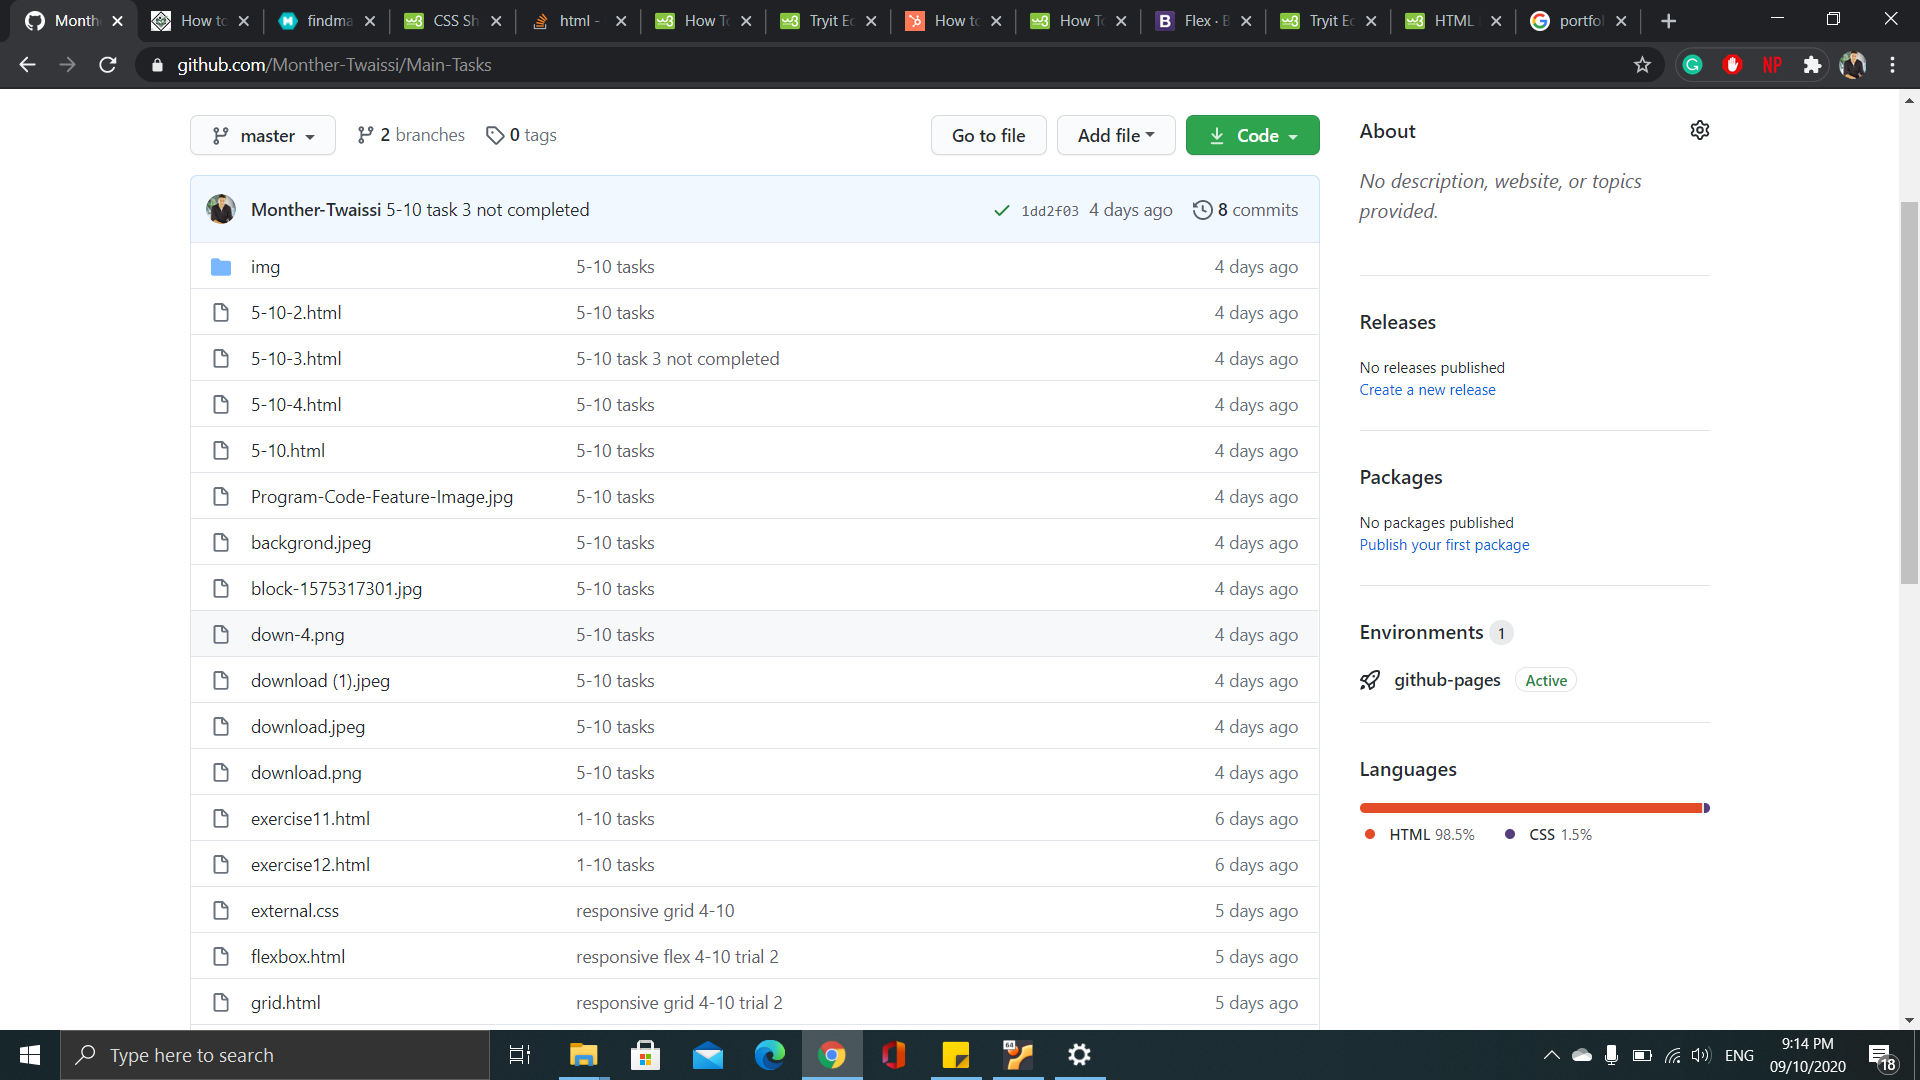 Month
How to
findma
CSS Sh
html -
How To
Tryit Ed
How to
How To
Flex · B
Tryit Ed
HTML
portfol
github.com/Monther-Twaissi/Main-Tasks
NP
master
2 branches
0 tags
Go to file
Add file
Code
Monther-Twaissi 5-10 task 3 not completed
1dd2f03 4 days ago
8 commits
img 5-10 tasks 4 days ago
5-10-2.html 5-10 tasks 4 days ago
5-10-3.html 5-10 task 3 not completed 4 days ago
5-10-4.html 5-10 tasks 4 days ago
5-10.html 5-10 tasks 4 days ago
Program-Code-Feature-Image.jpg 5-10 tasks 4 days ago
backgrond.jpeg 5-10 tasks 4 days ago
block-1575317301.jpg 5-10 tasks 4 days ago
down-4.png 5-10 tasks 4 days ago
download (1).jpeg 5-10 tasks 4 days ago
download.jpeg 5-10 tasks 4 days ago
download.png 5-10 tasks 4 days ago
exercise11.html 1-10 tasks 6 days ago
exercise12.html 1-10 tasks 6 days ago
external.css responsive grid 4-10 5 days ago
flexbox.html responsive flex 4-10 trial 2 5 days ago
grid.html responsive grid 4-10 trial 2 5 days ago
About
No description, website, or topics
provided.
Releases
No releases published
Create a new release
Packages
No packages published
Publish your first package
Environments 1
github-pages Active
Languages
HTML 98.5% CSS 1.5%
Type here to search
64
ENG
9:14 PM
09/10/2020
18